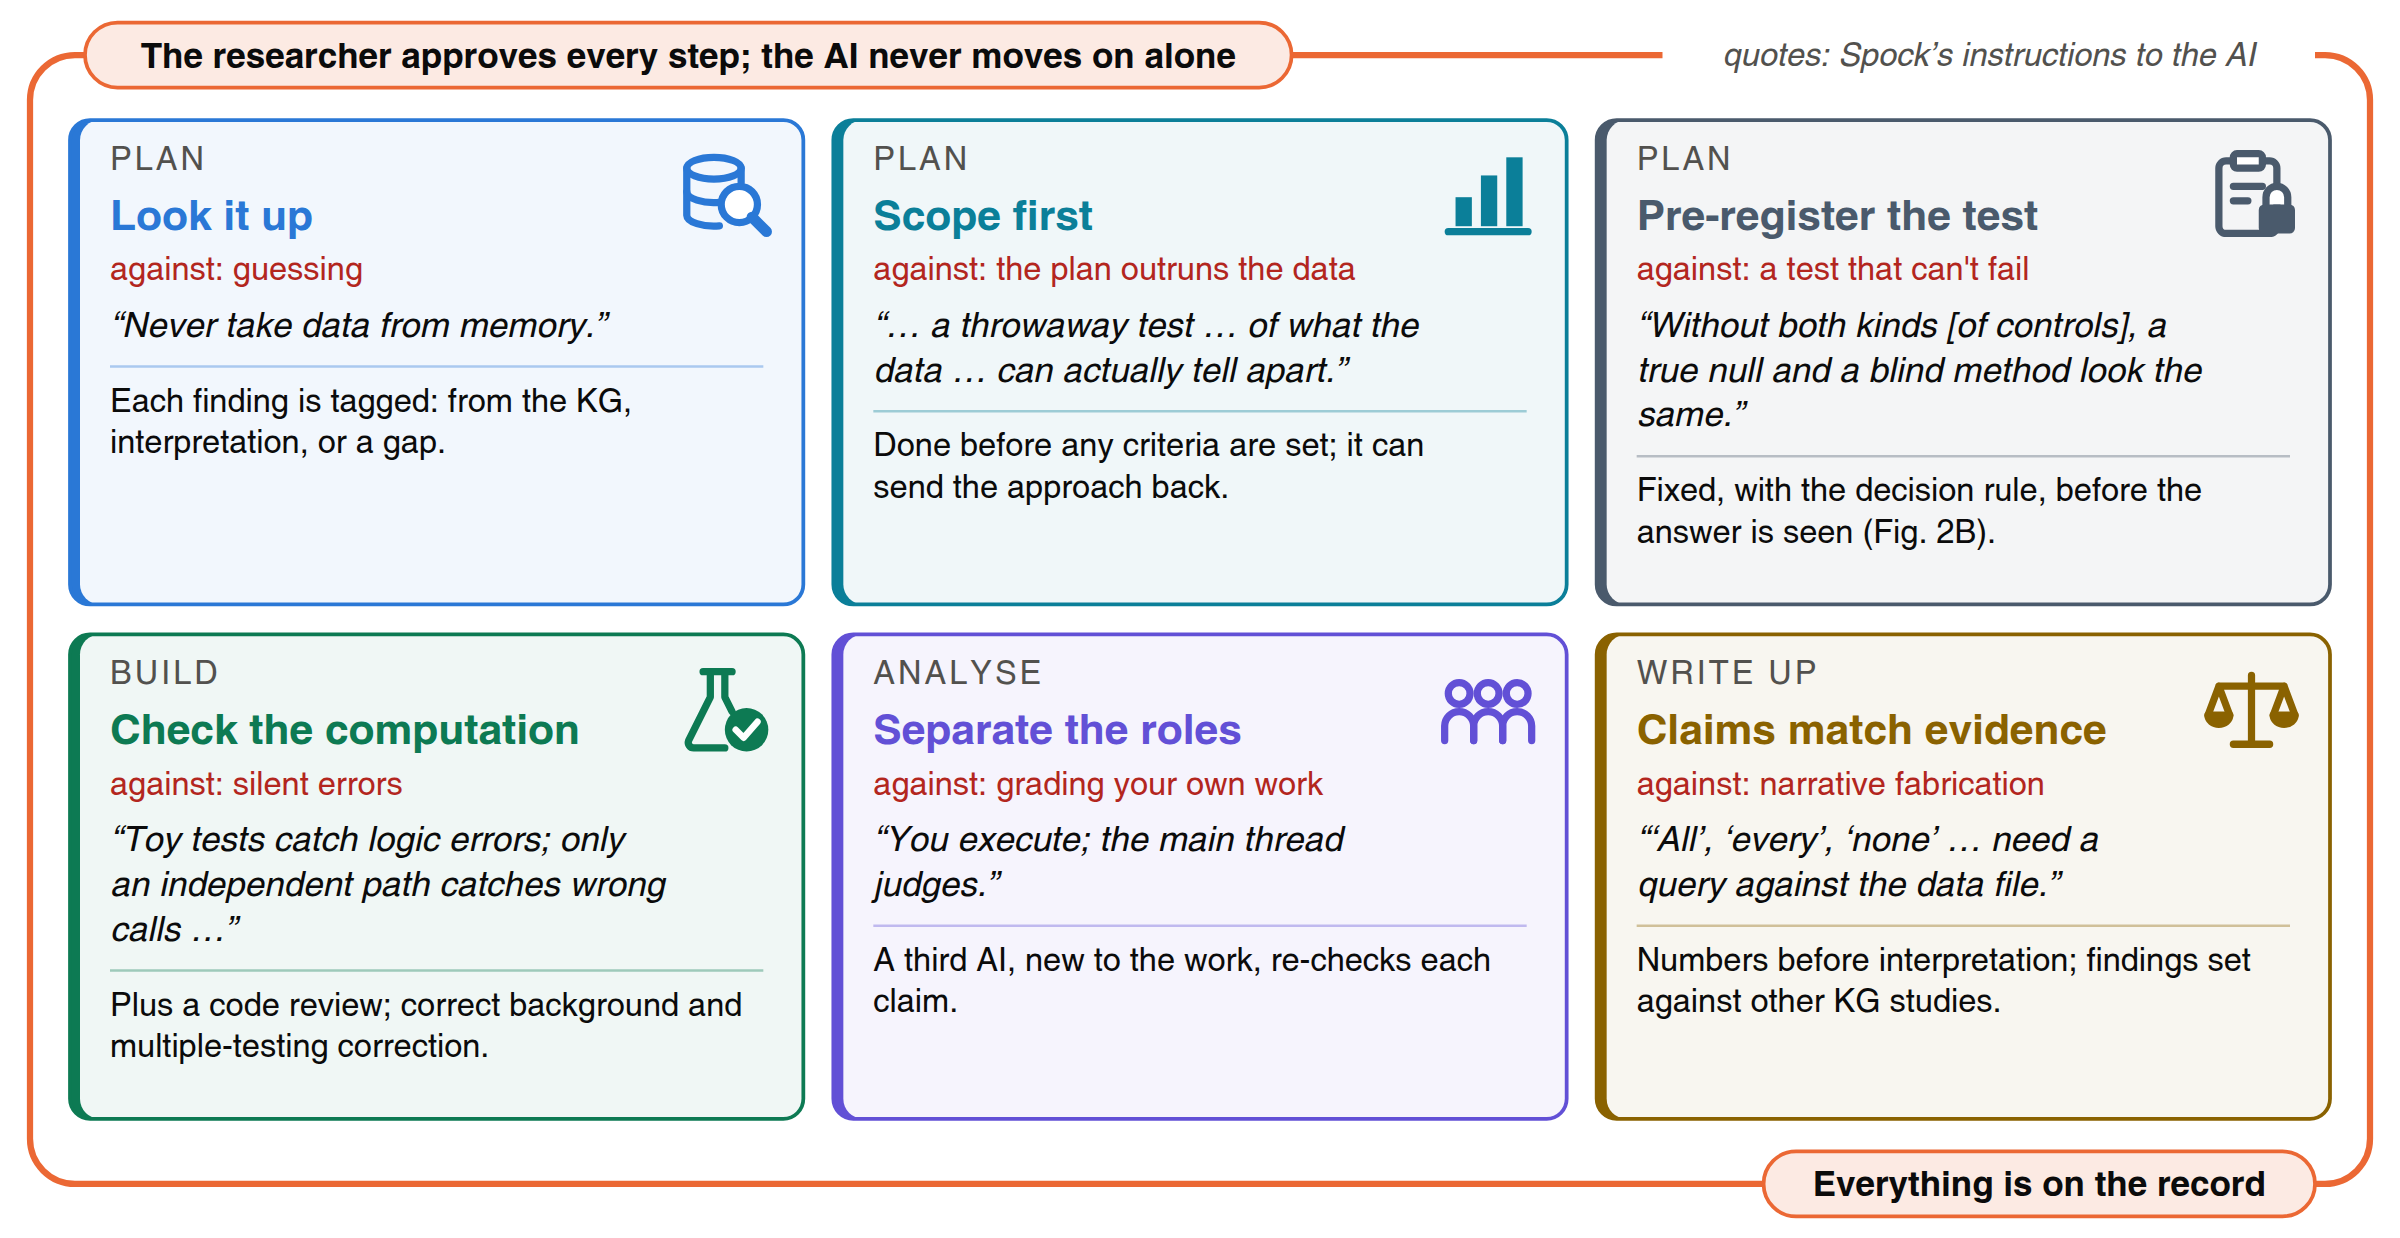 The researcher approves every step; the AI never moves on alone
quotes: Spock’s instructions to the AI
PLAN
Look it up
against: guessing
“Never take data from memory.”
Each finding is tagged: from the KG,
interpretation, or a gap.
PLAN
Scope first
against: the plan outruns the data
“… a throwaway test … of what the
data … can actually tell apart.”
Done before any criteria are set; it can
send the approach back.
PLAN
Pre-register the test
against: a test that can't fail
“Without both kinds [of controls], a
true null and a blind method look the
same.”
Fixed, with the decision rule, before the
answer is seen (Fig. 2B).
BUILD
Check the computation
against: silent errors
“Toy tests catch logic errors; only
an independent path catches wrong
calls …”
Plus a code review; correct background and
multiple-testing correction.
ANALYSE
Separate the roles
against: grading your own work
“You execute; the main thread
judges.”
A third AI, new to the work, re-checks each
claim.
WRITE UP
Claims match evidence
against: narrative fabrication
“‘All’, ‘every’, ‘none’ … need a
query against the data file.”
Numbers before interpretation; findings set
against other KG studies.
Everything is on the record